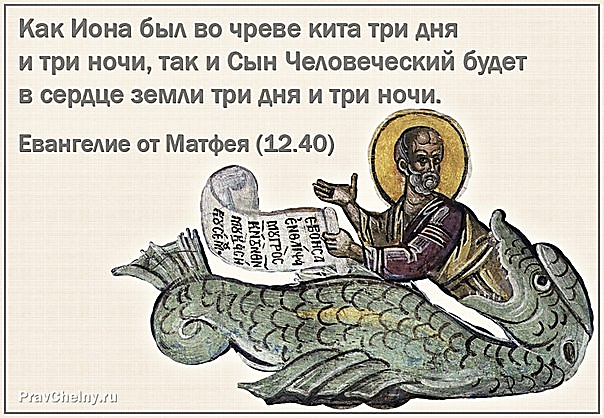 Как Иона был во чреве кита три дня
и три ночи, так и Сын Человеческий будет
в сердце земли три дня и три ночи.
Евангелие от Матфея (12.40)
PravChelny.ru